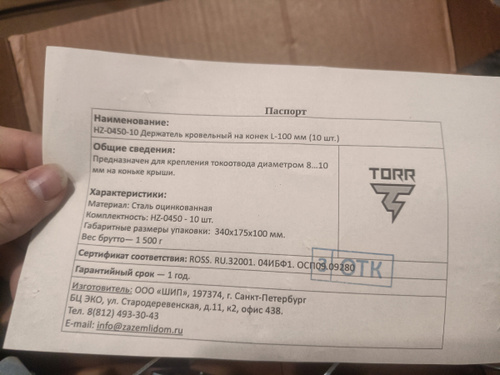 Паспорт
Наименование:
HZ-0450-10 Держатель кровельный на конек L-100 мм (10 шт.)
Общие сведения:
Предназначен для крепления токоотвода диаметром 8...10
мм на коньке крыши.
TORR
Характеристики:
Материал: Сталь оцинкованная
Комплектность: HZ-0450 - 10 шт.
Габаритные размеры упаковки: 340х175х100 мм.
Вес брутто— 1 500 г
Сертификат соответствия: ROSS. RU.32001. 04ИБФ1. ОСП09.09280
3 ОТК
Гарантийный срок — 1 год.
Изготовитель: ООО «ШИП», 197374, г. Санкт-Петербург
БЦ ЭКО, ул. Стародеревенская, д.11, к2, офис 438.
Тел. 8(812) 493-30-43
E-mail: info@zazemlidom.ru